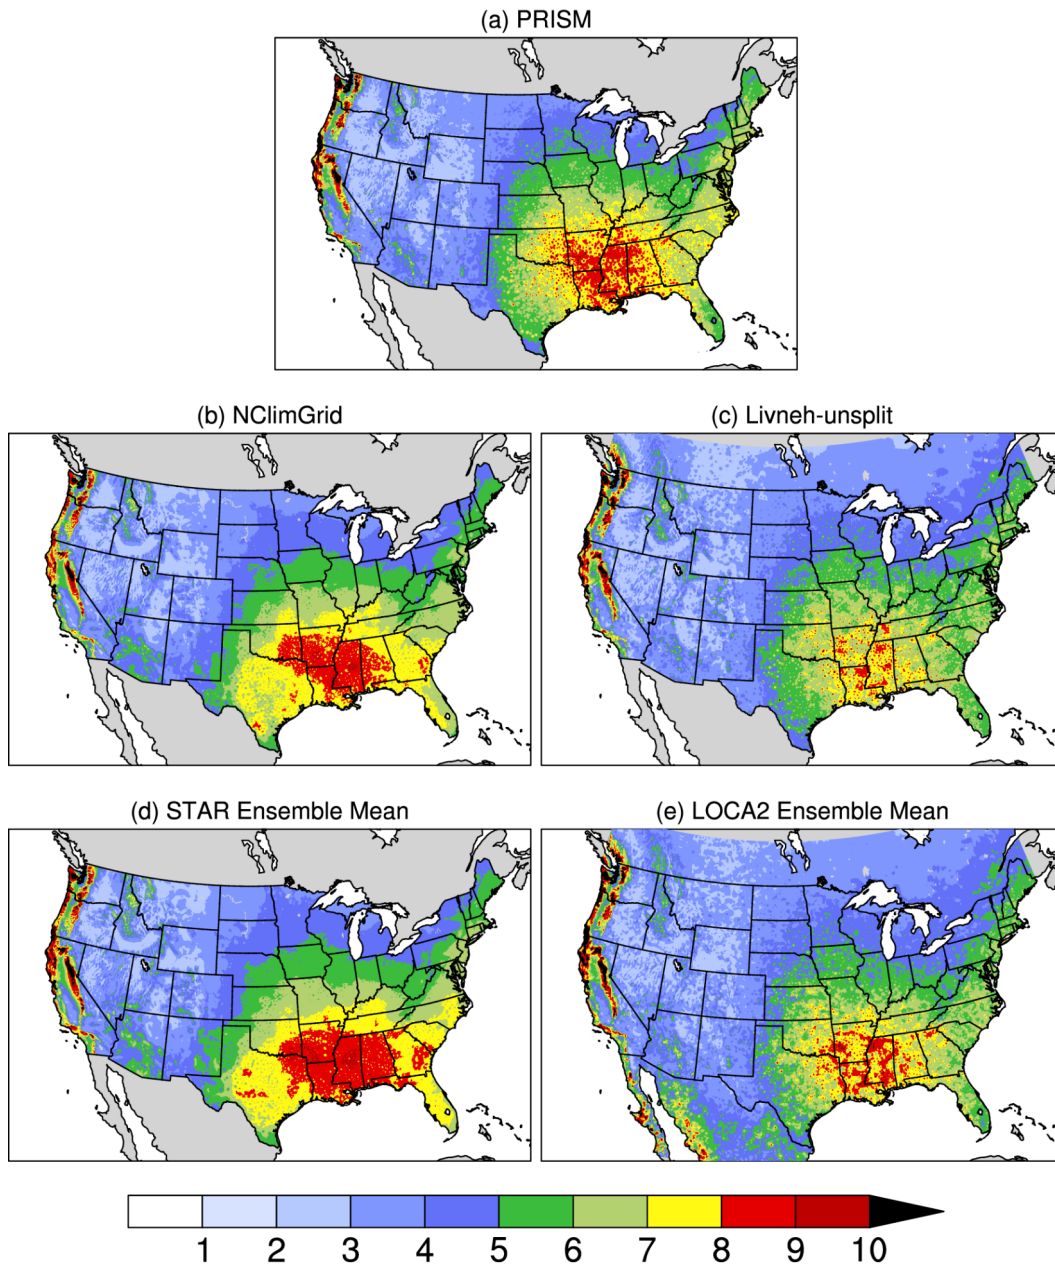 (a) PRISM
(b) NClimGrid
(c) Livneh-unsplit
(d) STAR Ensemble Mean
(e) LOCA2 Ensemble Mean
1 2 3 4 5 6 7 8 9 10